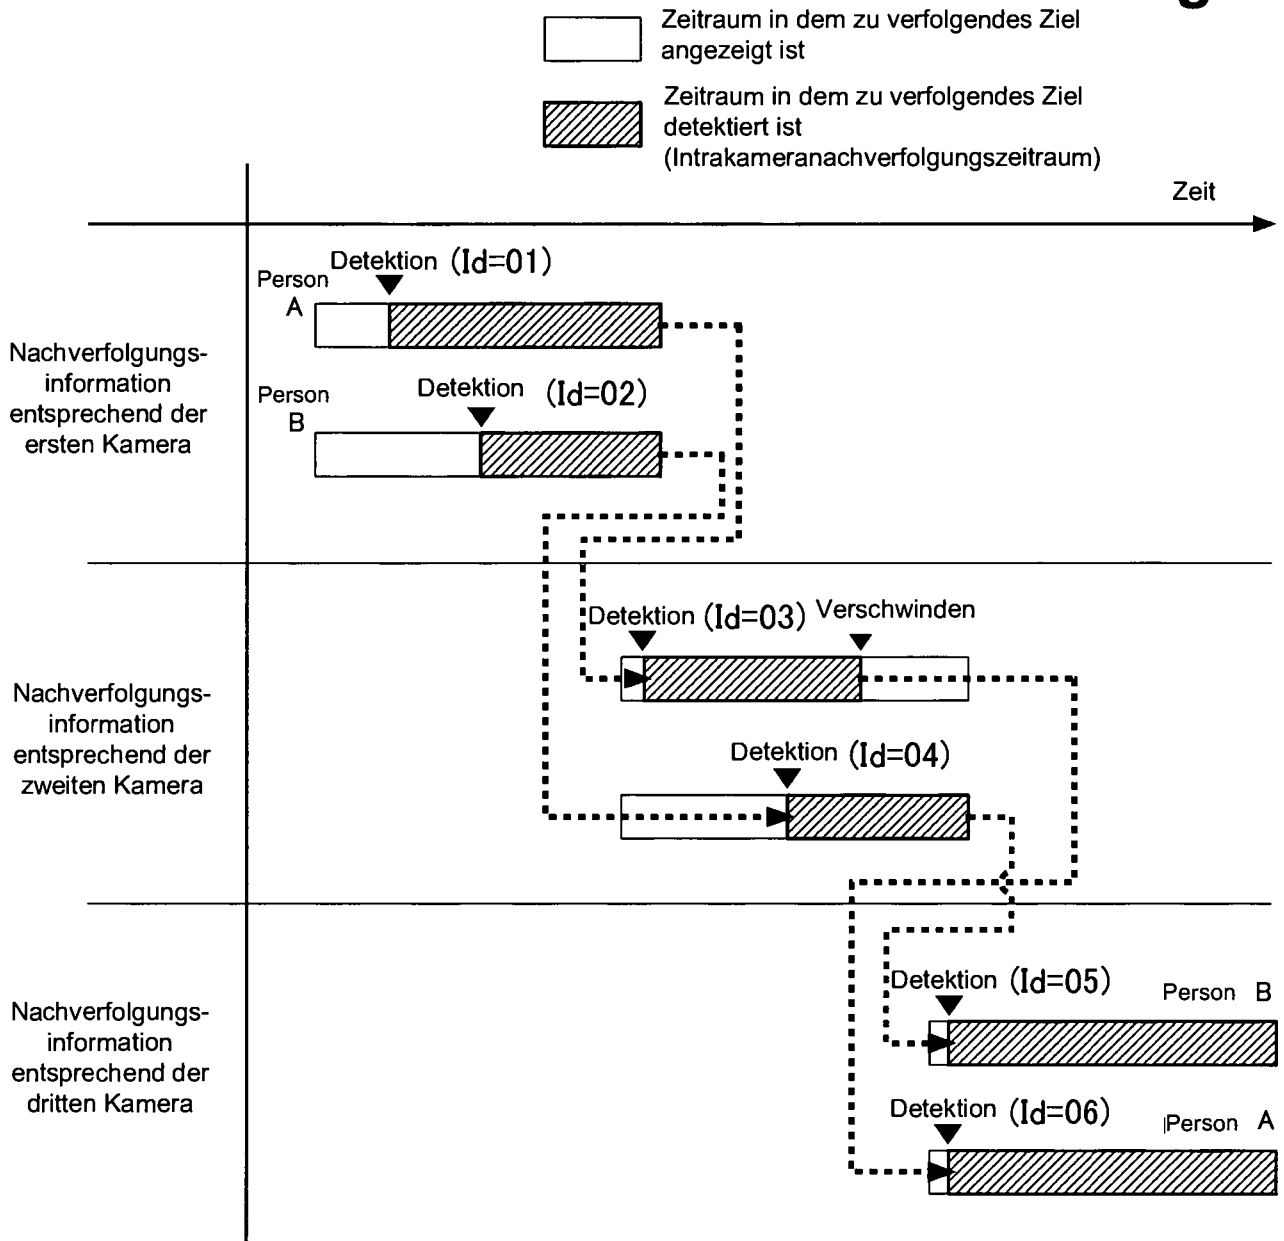 Zeitraum in dem zu verfolgendes Ziel
angezeigt ist
Zeitraum in dem zu verfolgendes Ziel
detektiert ist
(Intrakameranachverfolgungszeitraum)
Zeit
Detektion (Id=01)
Person
A
Nachverfolgungs-
information
entsprechend der
ersten Kamera
Detektion (Id=02)
Person
B
Detektion (Id=03) Verschwinden
Nachverfolgungs-
information
entsprechend der
zweiten Kamera
Detektion (Id=04)
Detektion (Id=05)
Person B
Nachverfolgungs-
information
entsprechend der
dritten Kamera
Detektion (Id=06)
Person A